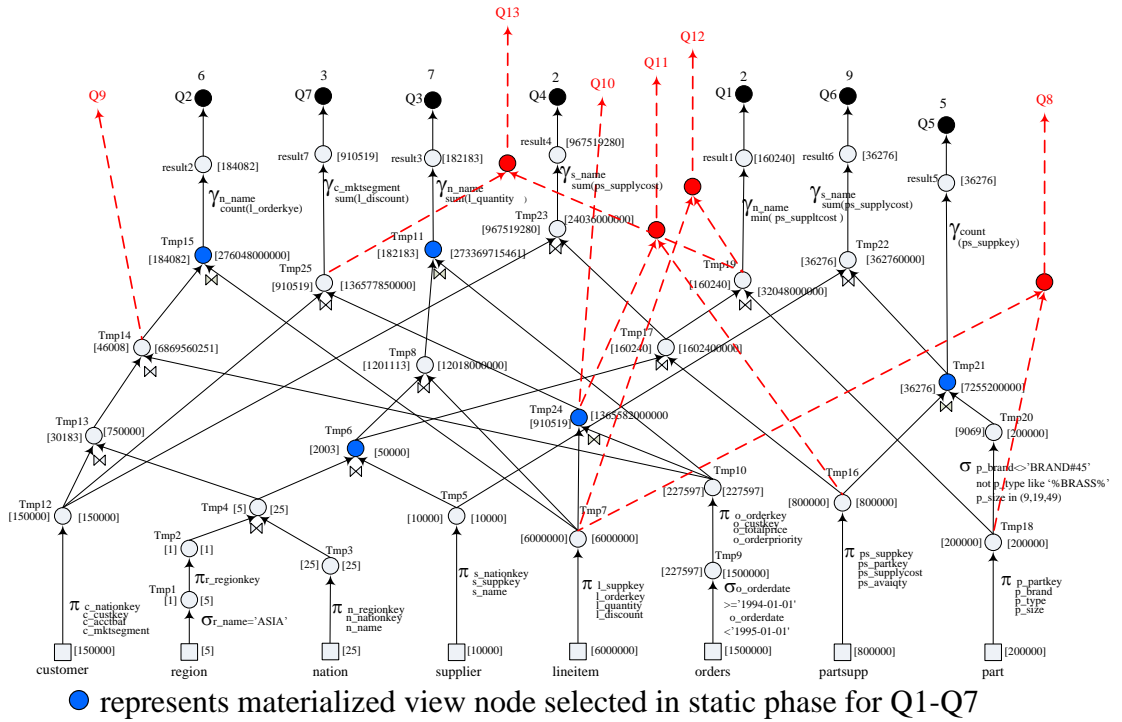 Q13
Q12
Q11
Q10
Q9
Q8
6
3
7
2
2
9
5
Q2
Q7
Q3
Q4
Q1
Q6
Q5
result2 [184082]
result7 [910519]
result3 [182183]
result4 [967519280]
result1 [160240]
result6 [36276]
result5 [36276]
γn_name
count(l_orderkye)
γc_mktsegment
sum(l_discount)
γn_name
sum(l_quantity )
γs_name
sum(ps_supplycost)
γn_name
min( ps_suppltcost )
γs_name
sum(ps_supplycost)
γcount
(ps_suppkey)
Tmp15
[184082] [276048000000]
Tmp25
[910519] [136577850000]
Tmp11
[182183] [273369715461]
Tmp23
[967519280] [24036000000]
Tmp19
[160240] [32048000000]
Tmp22
[36276] [362760000]
Tmp14
[46008] [6869560251]
Tmp8
[1201113] [12018000000]
Tmp17
[160240] [1602400000]
Tmp21
[36276] [7255200000]
Tmp13
[30183] [750000]
Tmp6
[2003] [50000]
Tmp24
[910519] [1365582000000
Tmp20
[9069] [200000]
σ p_brand<>'BRAND#45'
not p_type like '%BRASS%'
p_size in (9,19,49)
Tmp12
[150000] [150000]
Tmp4
[5] [25]
Tmp5
[10000] [10000]
Tmp7
[6000000] [6000000]
Tmp10
[227597] [227597]
Tmp16
[800000] [800000]
Tmp18
[200000] [200000]
Tmp2
[1] [1]
Tmp3
[25] [25]
π o_orderkey
o_custkey
o_totalprice
o_orderpriority
Tmp9
[227597] [1500000]
πr_regionkey
Tmp1
[1] [5]
σr_name='ASIA'
π c_nationkey
c_custkey
c_acctbal
c_mktsegment
π n_regionkey
n_nationkey
n_name
π s_nationkey
s_suppkey
s_name
π l_suppkey
l_orderkey
l_quantity
l_discount
σo_orderdate
>='1994-01-01'
o_orderdate
<'1995-01-01'
π ps_suppkey
ps_partkey
ps_supplycost
ps_avaiqty
π p_partkey
p_brand
p_type
p_size
[150000]
[5]
[25]
[10000]
[6000000]
[1500000]
[800000]
[200000]
customer
region
nation
supplier
lineitem
orders
partsupp
part
represents materialized view node selected in static phase for Q1-Q7